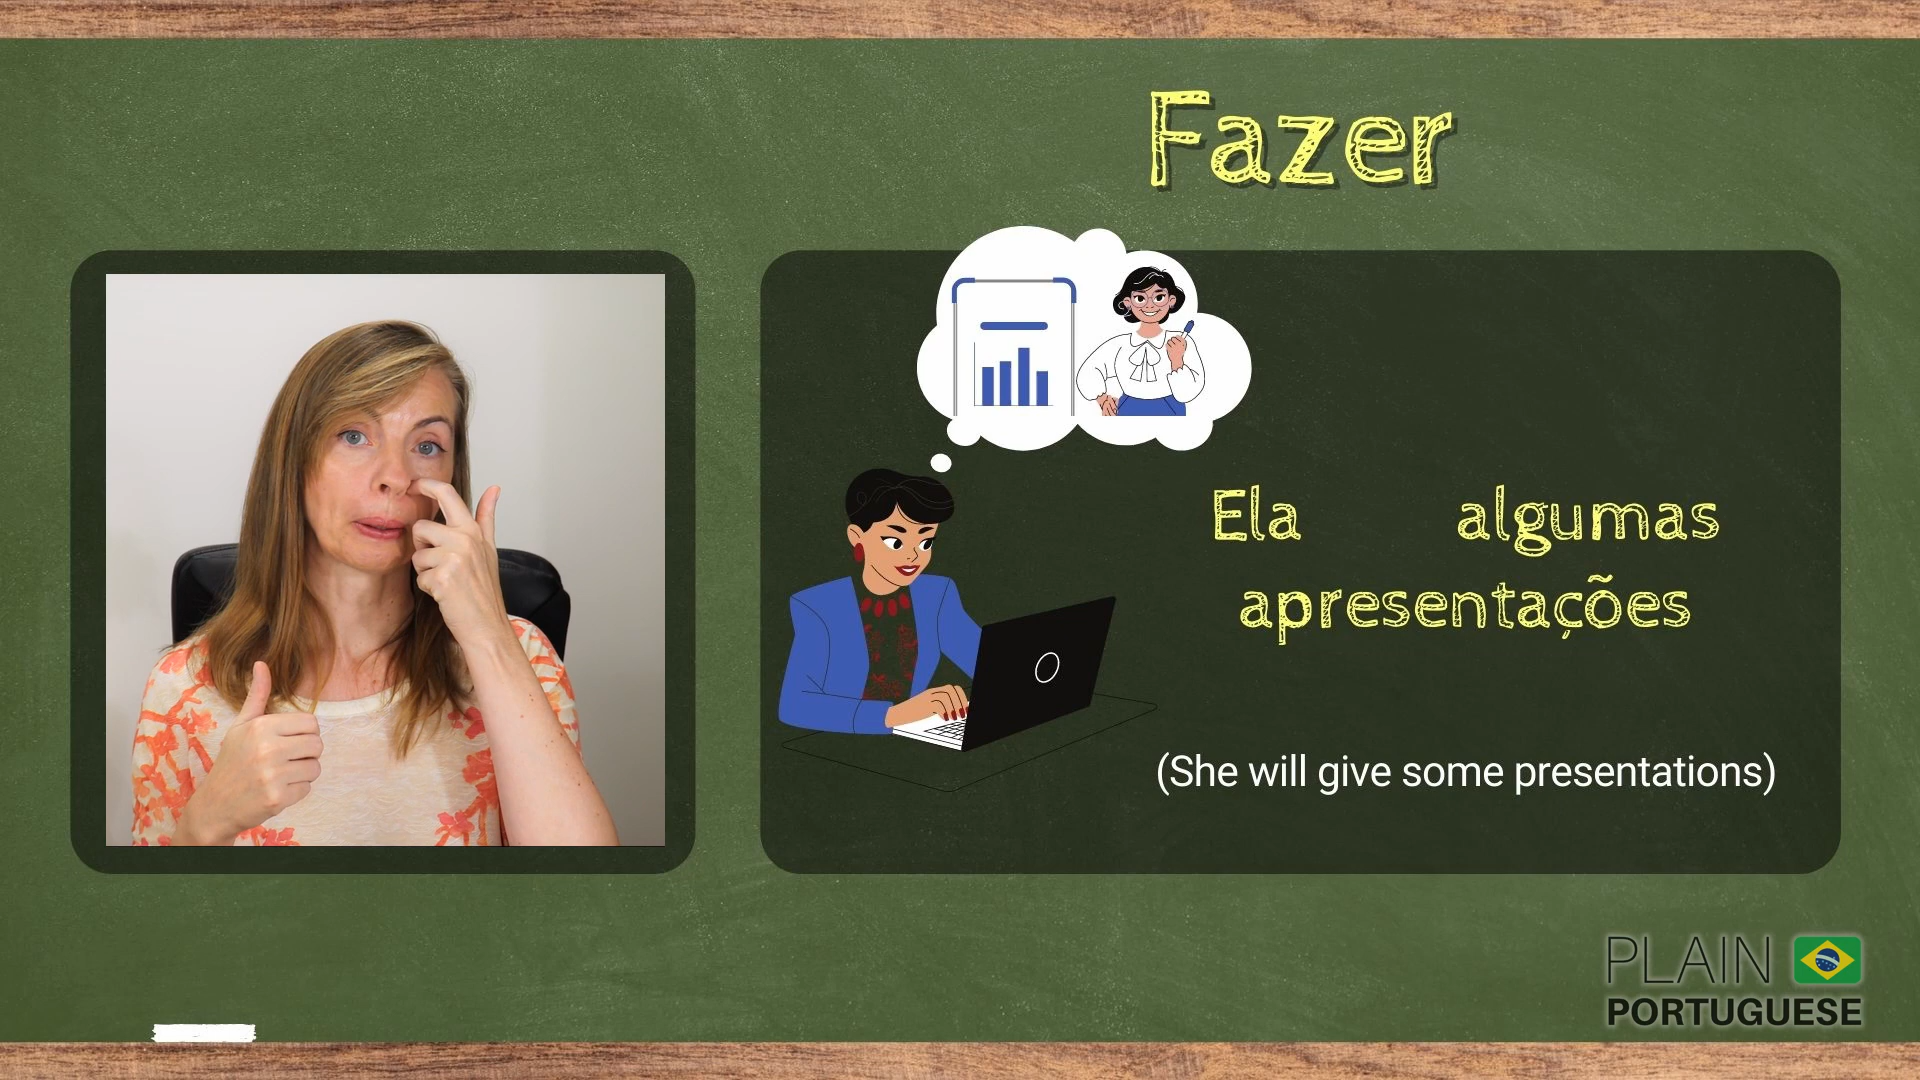 Fazer
Ela algumas
apresentações
(She will give some presentations)
PLAIN
PORTUGUESE